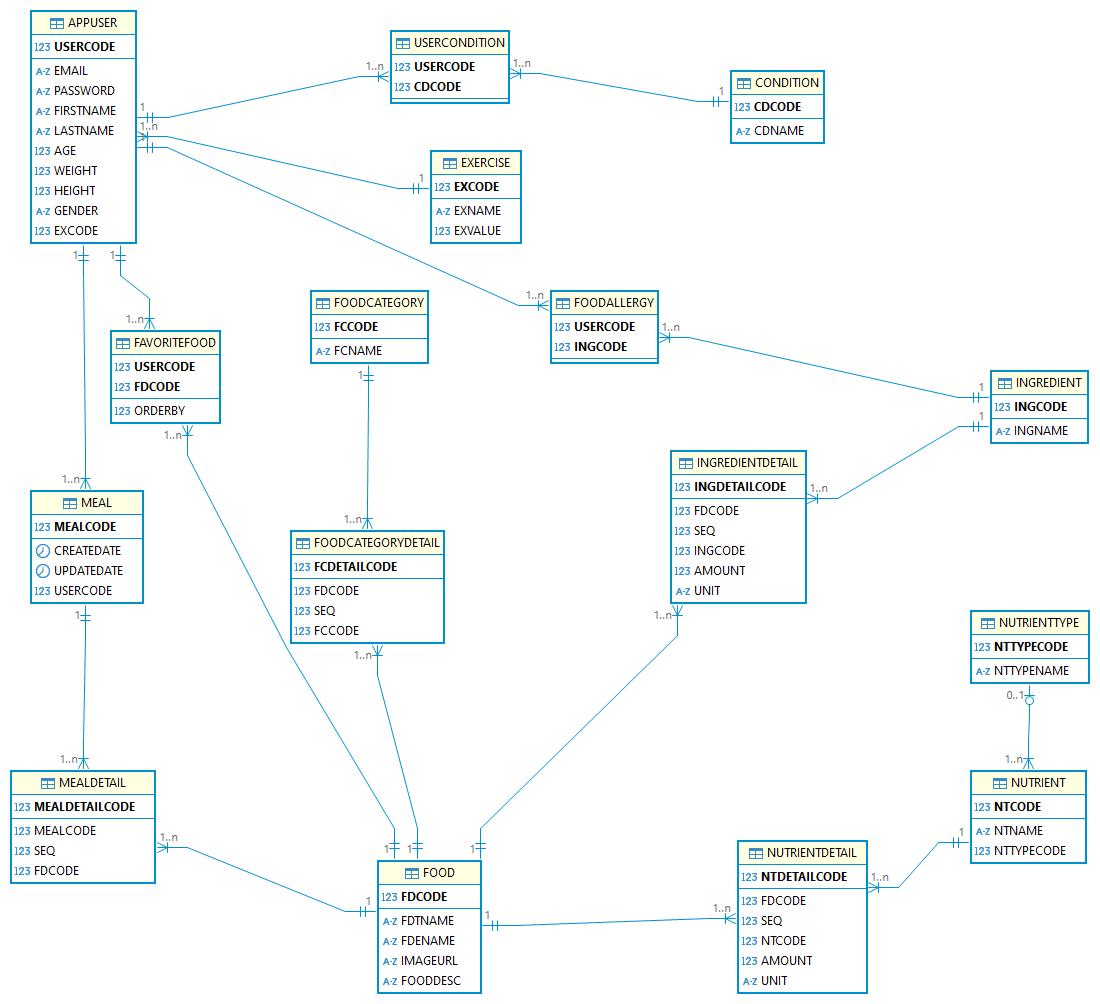 APPUSER
123 USERCODE
A-Z EMAIL
A-Z PASSWORD
A-Z FIRSTNAME
A-Z LASTNAME
123 AGE
123 WEIGHT
123 HEIGHT
A-Z GENDER
123 EXCODE
1
1..n
1
1
1
USERCONDITION
123 USERCODE
123 CDCODE
1..n
1..n
CONDITION
123 CDCODE
A-Z CDNAME
1
EXERCISE
123 EXCODE
A-Z EXNAME
123 EXVALUE
1
FOODCATEGORY
123 FCCODE
A-Z FCNAME
1
FOODALLERGY
123 USERCODE
123 INGCODE
1..n
1..n
FAVORITEFOOD
123 USERCODE
123 FDCODE
123 ORDERBY
1..n
1..n
INGREDIENT
123 INGCODE
A-Z INGNAME
1
1
INGREDIENTDETAIL
123 INGDETAILCODE
123 FDCODE
123 SEQ
123 INGCODE
123 AMOUNT
A-Z UNIT
1..n
1..n
MEAL
123 MEALCODE
CREATEDATE
UPDATEDATE
123 USERCODE
1..n
1
FOODCATEGORYDETAIL
123 FCDETAILCODE
123 FDCODE
123 SEQ
123 FCCODE
1..n
1..n
NUTRIENTTYPE
123 NTTYPECODE
A-Z NTTYPENAME
0..1
MEALDETAIL
123 MEALDETAILCODE
123 MEALCODE
123 SEQ
123 FDCODE
1..n
1..n
NUTRIENT
123 NTCODE
A-Z NTNAME
123 NTTYPECODE
1..n
1
FOOD
123 FDCODE
A-Z FDTNAME
A-Z FDENAME
A-Z IMAGEURL
A-Z FOODDESC
1
1
1
1
1
NUTRIENTDETAIL
123 NTDETAILCODE
123 FDCODE
123 SEQ
123 NTCODE
123 AMOUNT
A-Z UNIT
1..n
1..n